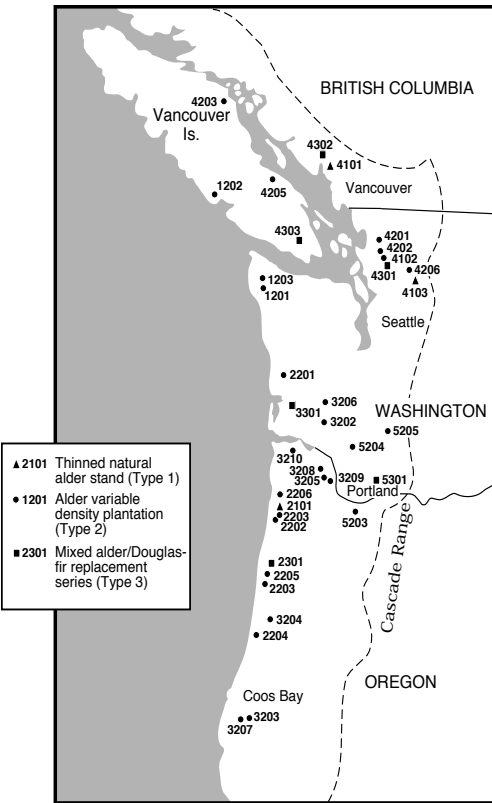 BRITISH COLUMBIA
4203
Vancouver
Is.
4302
4101
1202
4205
Vancouver
4303
4201
4202
4102
4301
4206
4103
1203
1201
Seattle
2201
3206
3301
3202
WASHINGTON
5205
5204
3210
3208
3205
3209
5301
Portland
2206
2101
2203
2202
5203
2301
2205
2203
Cascade Range
3204
2204
OREGON
Coos Bay
3203
3207
2101 Thinned natural
alder stand (Type 1)
1201 Alder variable
density plantation
(Type 2)
2301 Mixed alder/Douglas-
fir replacement
series (Type 3)